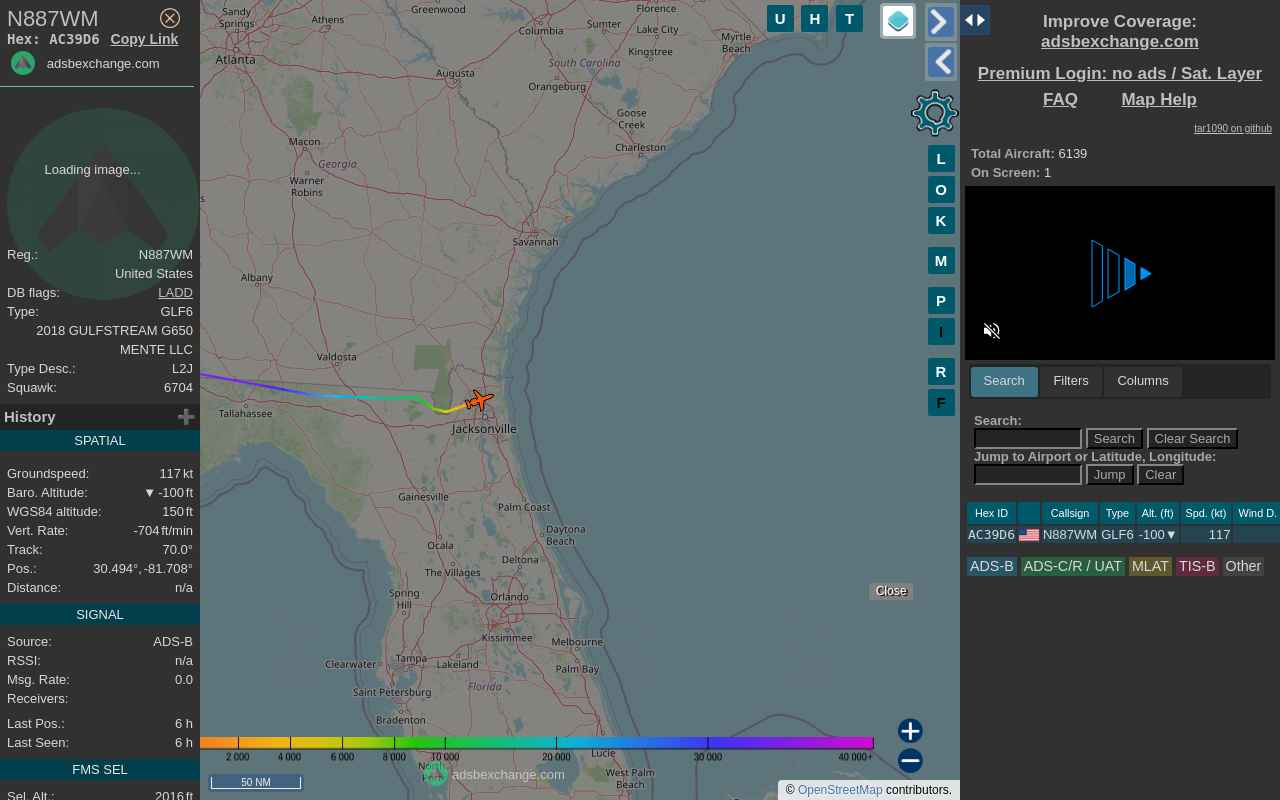 N887WM
Hex: AC39D6 Copy Link
adsbexchange.com
Loading image...
Reg.: N887WM
United States
DB flags: LADD
Type: GLF6
2018 GULFSTREAM G650
MENTE LLC
Type Desc.: L2J
Squawk: 6704
History
SPATIAL
Groundspeed: 117 kt
Baro. Altitude: ▼ -100 ft
WGS84 altitude: 150 ft
Vert. Rate: -704 ft/min
Track: 70.0°
Pos.: 30.494°, -81.708°
Distance: n/a
SIGNAL
Source: ADS-B
RSSI: n/a
Msg. Rate: 0.0
Receivers:
Last Pos.: 6 h
Last Seen: 6 h
FMS SEL
Sel. Alt.: 2016 ft
Sandy
Springs
Athens
Greenwood
Florence
Atlanta
Columbia
Sumter
Lake City
Kingstree
Myrtle
Beach
South Carolina
Augusta
Orangeburg
Goose
Creek
Charleston
Macon
Georgia
Warner
Robins
s
Savannah
Albany
Valdosta
Tallahassee
Jacksonville
Gainesville
Palm Coast
Daytona
Beach
Ocala
Deltona
The Villages
Spring
Hill
Orlando
Kissimmee
Melbourne
Clearwater
Tampa
Lakeland
Palm Bay
Saint Petersburg
Florida
Bradenton
Lucie
North
Port
West Palm
Beach
U H T
L
O
K
M
P
I
R
F
Close
2 000 4 000 6 000 8 000 10 000 20 000 30 000 40 000+
50 NM
adsbexchange.com
© OpenStreetMap contributors.
Improve Coverage:
adsbexchange.com
Premium Login: no ads / Sat. Layer
FAQ Map Help
tar1090 on github
Total Aircraft: 6139
On Screen: 1
Search Filters Columns
Search:
Search Clear Search
Jump to Airport or Latitude, Longitude:
Jump Clear
Hex ID Callsign Type Alt. (ft) Spd. (kt) Wind D.
AC39D6 N887WM GLF6 -100▼ 117
ADS-B ADS-C/R / UAT MLAT TIS-B Other